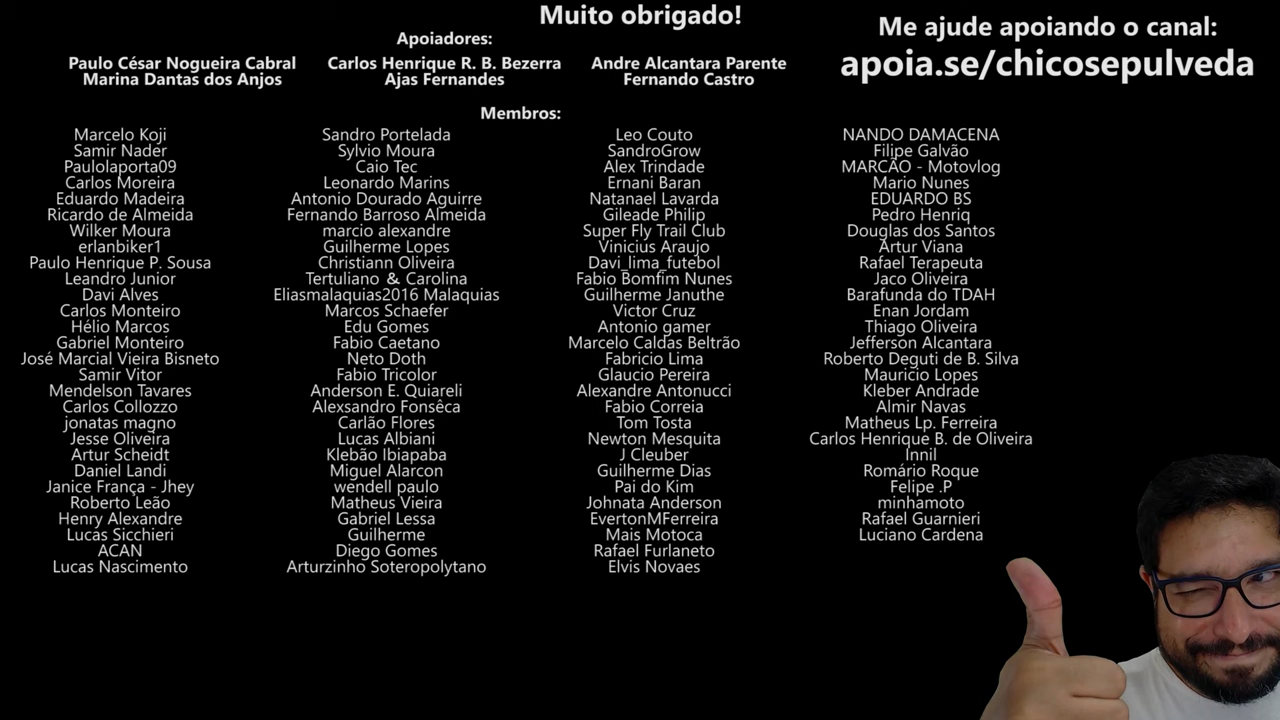 Muito obrigado!
Me ajude apoiando o canal:
apoia.se/chicosepulveda
Apoiadores:
Paulo César Nogueira Cabral
Marina Dantas dos Anjos
Carlos Henrique R. B. Bezerra
Ajas Fernandes
Andre Alcantara Parente
Fernando Castro
Membros:
Marcelo Koji
Samir Nader
Paulolaporta09
Carlos Moreira
Eduardo Madeira
Ricardo de Almeida
Wilker Moura
erlanbiker1
Paulo Henrique P. Sousa
Leandro Junior
Davi Alves
Carlos Monteiro
Hélio Marcos
Gabriel Monteiro
José Marcial Vieira Bisneto
Samir Vitor
Mendelson Tavares
Carlos Collozzo
jonatas magno
Jesse Oliveira
Artur Scheidt
Daniel Landi
Janice França - Jhey
Roberto Leão
Henry Alexandre
Lucas Sicchieri
ACAN
Lucas Nascimento
Sandro Portelada
Sylvio Moura
Caio Tec
Leonardo Marins
Antonio Dourado Aguirre
Fernando Barroso Almeida
marcio alexandre
Guilherme Lopes
Christiann Oliveira
Tertuliano & Carolina
Eliasmalaquias2016 Malaquias
Marcos Schaefer
Edu Gomes
Fabio Caetano
Neto Doth
Fabio Tricolor
Anderson E. Quiareli
Alexsandro Fonsêca
Carlão Flores
Lucas Albiani
Klebão Ibiapaba
Miguel Alarcon
wendell paulo
Matheus Vieira
Gabriel Lessa
Guilherme
Diego Gomes
Arturzinho Soteropolytano
Leo Couto
SandroGrow
Alex Trindade
Ernani Baran
Natanael Lavarda
Gileade Philip
Super Fly Trail Club
Vinicius Araujo
Davi_lima_futebol
Fabio Bomfim Nunes
Guilherme Januthe
Victor Cruz
Antonio gamer
Marcelo Caldas Beltrão
Fabricio Lima
Glaucio Pereira
Alexandre Antonucci
Fabio Correia
Tom Tosta
Newton Mesquita
J Cleuber
Guilherme Dias
Pai do Kim
Johnata Anderson
EvertonMFerreira
Mais Motoca
Rafael Furlaneto
Elvis Novaes
NANDO DAMACENA
Filipe Galvão
MARCÃO - Motovlog
Mario Nunes
EDUARDO BS
Pedro Henriq
Douglas dos Santos
Artur Viana
Rafael Terapeuta
Jaco Oliveira
Barafunda do TDAH
Enan Jordam
Thiago Oliveira
Jefferson Alcantara
Roberto Deguti de B. Silva
Mauricio Lopes
Kleber Andrade
Almir Navas
Matheus Lp. Ferreira
Carlos Henrique B. de Oliveira
Innil
Romário Roque
Felipe .P
minhamoto
Rafael Guarnieri
Luciano Cardena